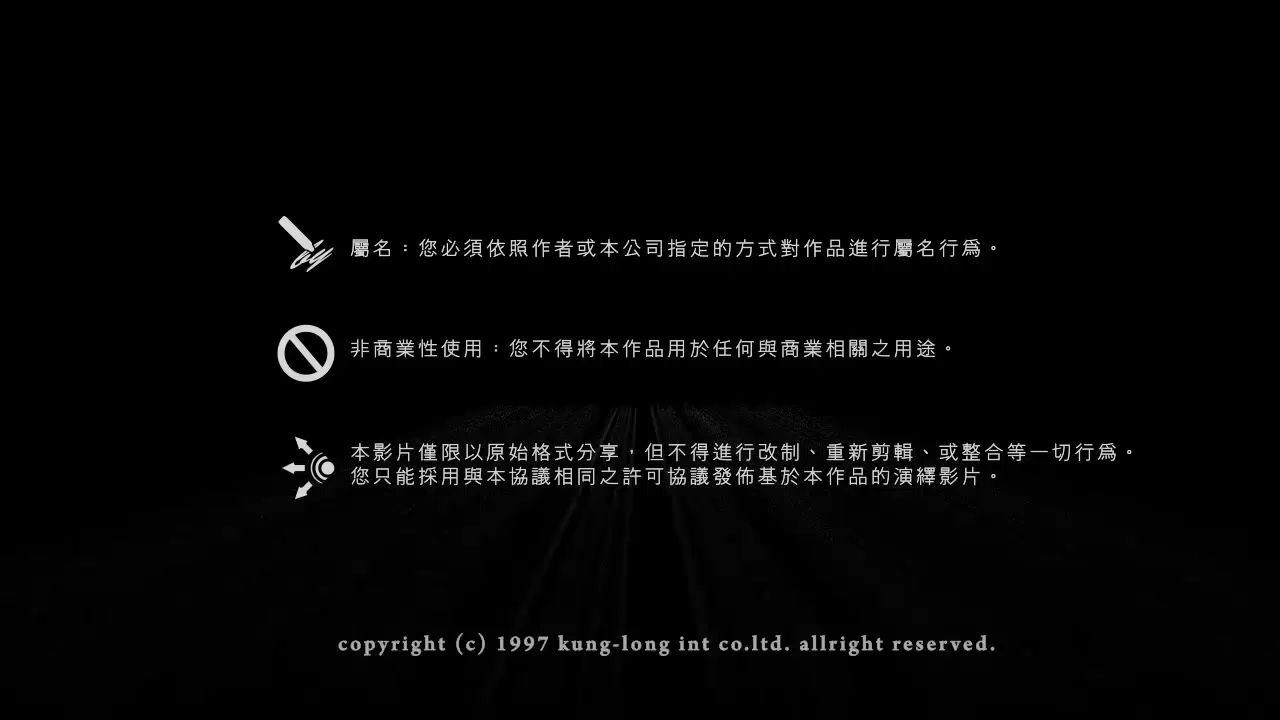 屬名：您必須依照作者或本公司指定的方式對作品進行屬名行為。
非商業性使用：您不得將本作品用於任何與商業相關之用途。
本影片僅限以原始格式分享，但不得進行改制、重新剪輯、或整合等一切行為。
您只能採用與本協議相同之許可協議發佈基於本作品的演繹影片。
copyright (c) 1997 kung-long int co.ltd. allright reserved.